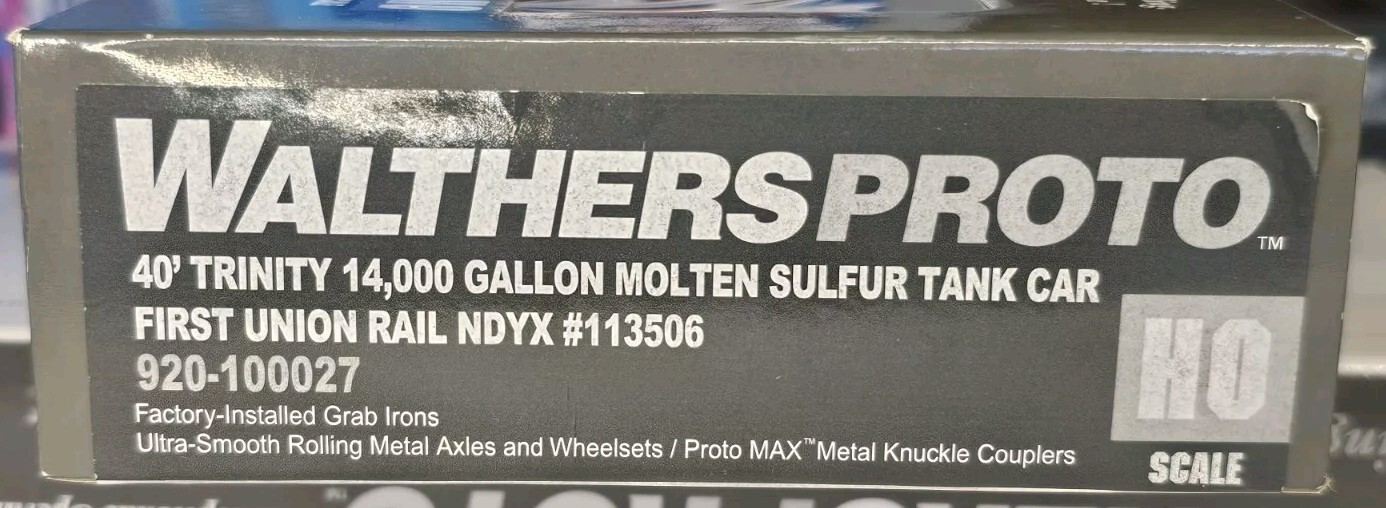 WALTHERSPROTO™
40' TRINITY 14,000 GALLON MOLTEN SULFUR TANK CAR
FIRST UNION RAIL NDYX #113506
920-100027
Factory-Installed Grab Irons
Ultra-Smooth Rolling Metal Axles and Wheelsets / Proto MAX™ Metal Knuckle Couplers
HO
SCALE